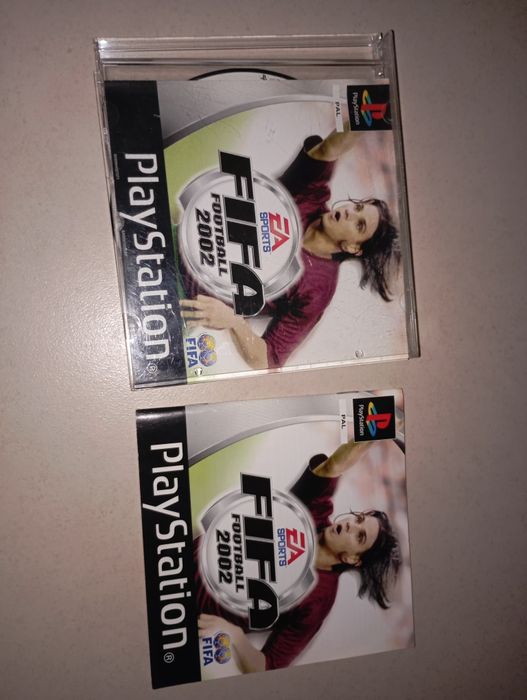 PlayStation
PAL
EA
SPORTS
FIFA
FOOTBALL
2002
FIFA
PlayStation®
PlayStation
PAL
EA
SPORTS
FIFA
FOOTBALL
2002
FIFA
PlayStation®